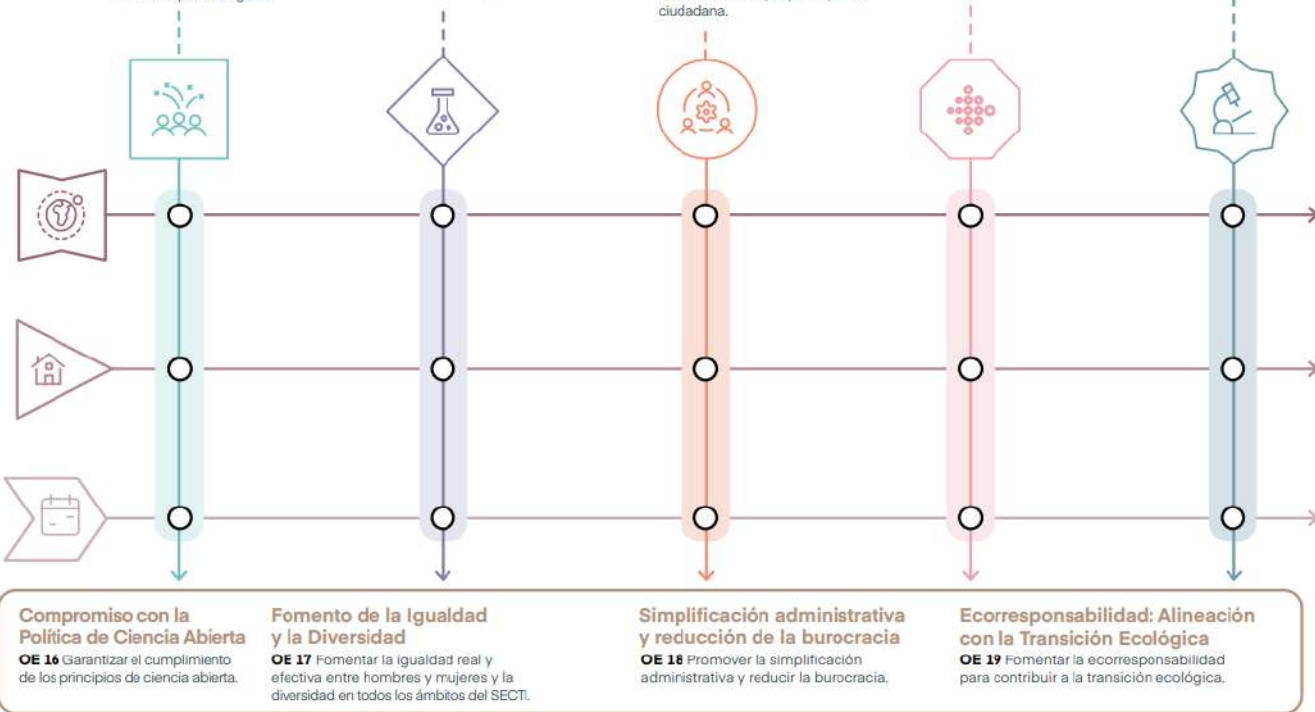 ciudadana.
Compromiso con la
Política de Ciencia Abierta
OE 16 Garantizar el cumplimiento
de los principios de ciencia abierta.
Fomento de la Igualdad
y la Diversidad
OE 17 Fomentar la igualdad real y
efectiva entre hombres y mujeres y la
diversidad en todos los ámbitos del SECTI.
Simplificación administrativa
y reducción de la burocracia
OE 18 Promover la simplificación
administrativa y reducir la burocracia.
Ecorresponsabilidad: Alineación
con la Transición Ecológica
OE 19 Fomentar la ecorresponsabilidad
para contribuir a la transición ecológica.